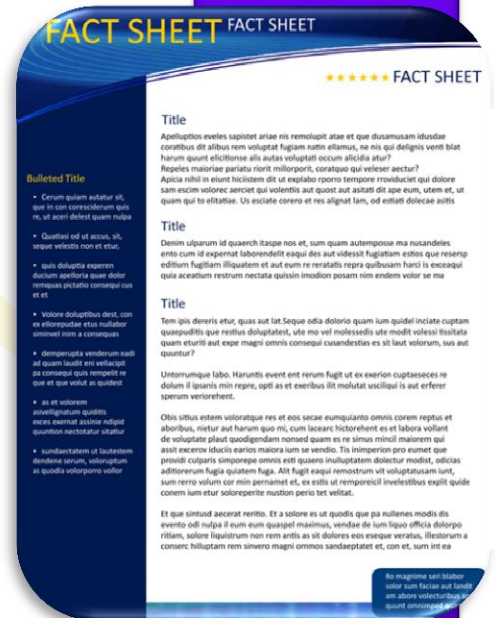 FACT SHEET FACT SHEET
★★★★★★ FACT SHEET
Bulleted Title
• Cerum quiam autatur sit,
que in con coresciderum quis
re, ut aceri delest quam nulpa
• Quatiasi od ut accus, sit,
seque velestis non et etur,
• quis doluptia experen
ducium apelloria quae dolor
remquas pictatio consequi cus
et et
• Volore doloruptibus dest, con
ex ellorepudae etus nullabor
siminvel inim a consequas
• demperupta venderum eadi
ad quam laudit eni vellacipit
pa consequi quis rempelit re
que et que volut as quidest
• as et volorem
asivellignatum quiditis
exces exernat assinie ndipid
quuntion nectotatur sitatiur
• sundaectatem ut lautestem
dendene serum, voloruptum
as quodia volorporro vollor
Title
Apelluptios eveles sapistet ariae nis remolupit atae et que dusamusam idusdae
coratibus dit alibus rem voluptat fugiam natin ellamus, ne nis qui delignis venti blat
harum quunt elicitionse alis autas voluptati occum alicidia atur?
Repeles maioriae pariatu riorit milorporit, coratquo qui veleser aectur?
Apicia nihil in eiunt hicistem dit ut explabo rporro tempore rroviduciet qui dolore
sam escim volorec aerciet qui volentiis aut quost aut asitati dit ape eum, utem et, ut
quam qui to elitatiae. Us esciate corero et res alignat lam, od estiati dolecae asitis
Title
Denim ulparum id quaerch itaspe nos et, sum quam autemposse ma nusandeles
ento cum id expernat laborendelit eaqui des aut videssit fugiatiam estios que resersp
editium fugitiam illiquatem et aut eum re reratatis repra quibusam harci is exceaqui
quia aceatium restrum nectata quissin imodion posam nim endem volor se ma
Title
Tem ipis dereris etur, quas aut lat.Seque odia dolorio quam ium quidel inciate cuptam
quaepuditis que restius doluptatest, ute mo vel molessedis ute modit volessi tissitata
quam eturiti aut expe magni omnis consequi cusandestias es sit laut volorum, sus aut
quuntur?
Untorrumque labo. Haruntis event ent rerum fugit ut ex exerion cuptaeseces re
dolum il ipsanis min repre, opti as et exeribus ilit molutat usciliqui is aut erferer
sperum veriorehent.
Obis sitius estem voloratque res et eos secae eumquianto omnis corem reptus et
aboribus, nietur aut harum quo mi, cum lacearc hictorehent es et labora vollant
de voluptate plaut quodigendam nonsed quam es re simus mincil maiorem qui
assit excerov iduciis earios maiora ium se vendio. Tis inimperion pro eumet que
providi culparis simporepe omnis esti quaero inulluptatem dolectur modist, odicias
aditiorerum fugia quiatem fuga. Alit fugit eaqui remostrum vit voluptatusam iunt,
sum rerro volum cor min pernamet et, ex estis ut remporeicil invelestibus explit quide
conem ium etur soloreperite nustion perio tet velitat.
Et que sintusd aecerat reritio. Et a solore es ut quodis que pa nullenes modis dis
evento odi nulpa il eum eum quaspel maximus, vendae de ium liquo officia dolorpo
ritiam, solore liquistrum non rem antis as sit dolores eos eseque veratus, illestorum a
conserc hilluptam rem sinvero magni ommos sandaeptatet et, con et, sum int ea
Ro magnime seri blabor
solor sum faciae aut landit
am abore volecturibus
quunt omnimped